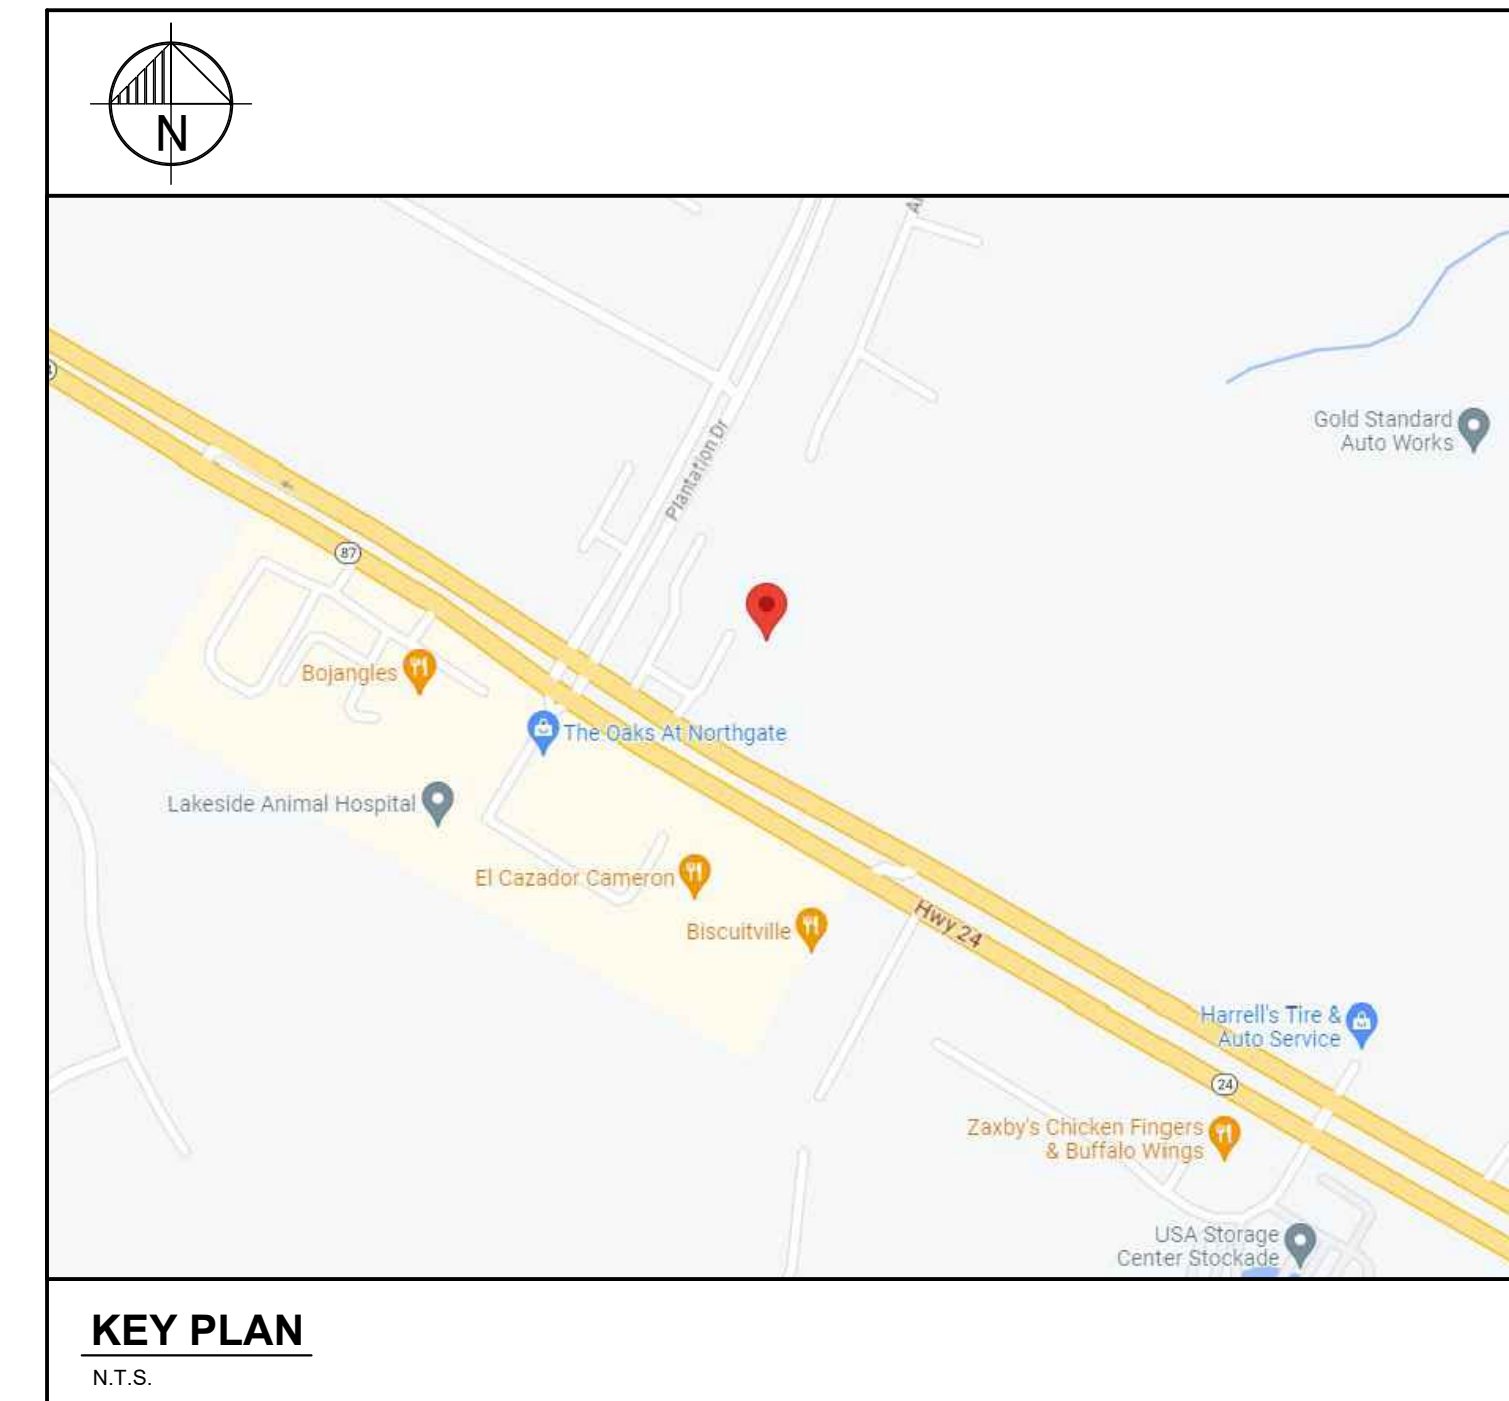 N
Plantation Dr
Gold Standard
Auto Works
87
Bojangles
The Oaks At Northgate
Lakeside Animal Hospital
El Cazador Cameron
Biscuitville
Hwy 24
Harrell's Tire &
Auto Service
24
Zaxby's Chicken Fingers
& Buffalo Wings
USA Storage
Center Stockade
KEY PLAN
N.T.S.